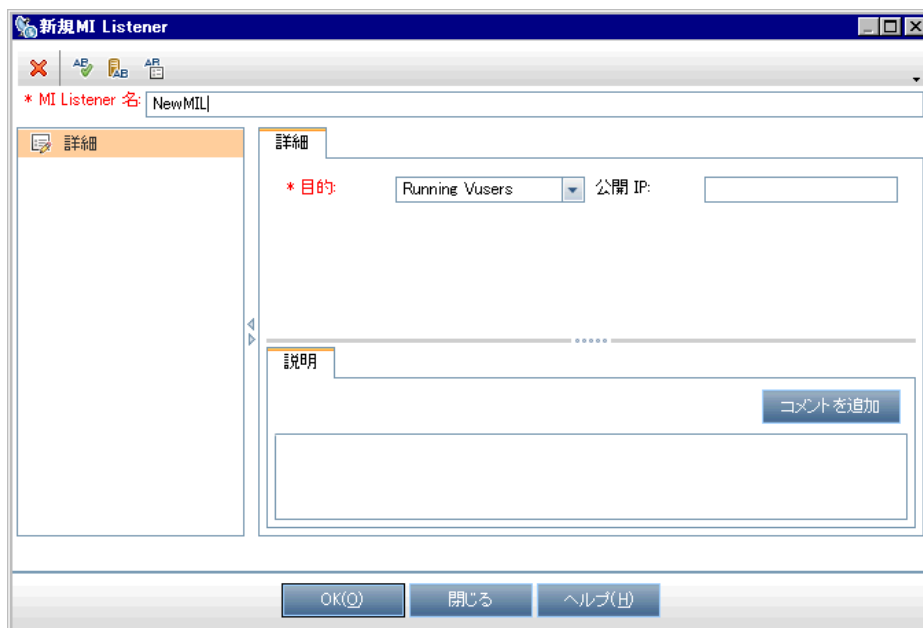 新規MI Listener
* MI Listener 名: NewMIL
詳細
詳細
* 目的: Running Vusers 公開 IP:
説明
コメントを追加
OK(O) 閉じる ヘルプ(H)